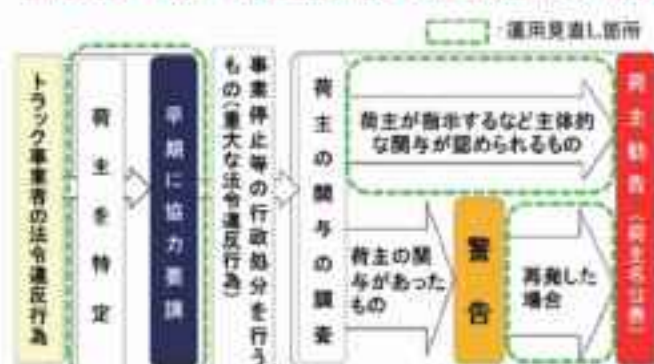 ：運用見直し箇所
トラック事業者の法令違反行為
荷主を特定
早期に協力要請
事業停止等の行政処分を行う
もの（重大な法令違反行為）
荷主の関与の調査
荷主が指示するなど主体的
な関与が認められるもの
荷主の関
与があった
もの
警告
再発した
場合
荷主勧告（荷主名公表）